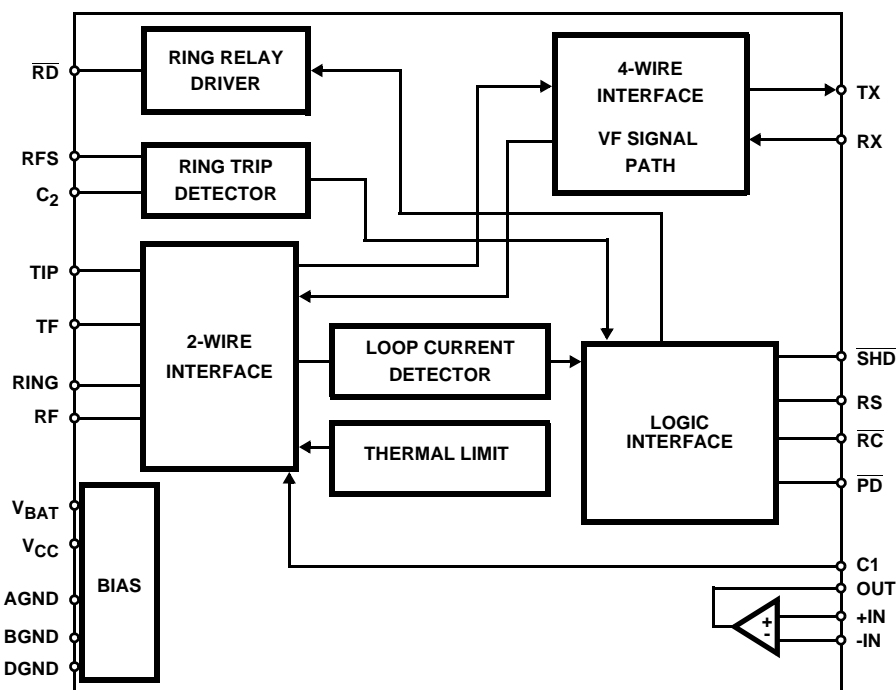 RD
RING RELAY
DRIVER
4-WIRE
INTERFACE
VF SIGNAL
PATH
TX
RX
RFS
C2
RING TRIP
DETECTOR
TIP
TF
RING
RF
2-WIRE
INTERFACE
LOOP CURRENT
DETECTOR
THERMAL LIMIT
LOGIC
INTERFACE
SHD
RS
RC
PD
VBAT
VCC
AGND
BGND
DGND
BIAS
C1
OUT
+IN
-IN
+
-